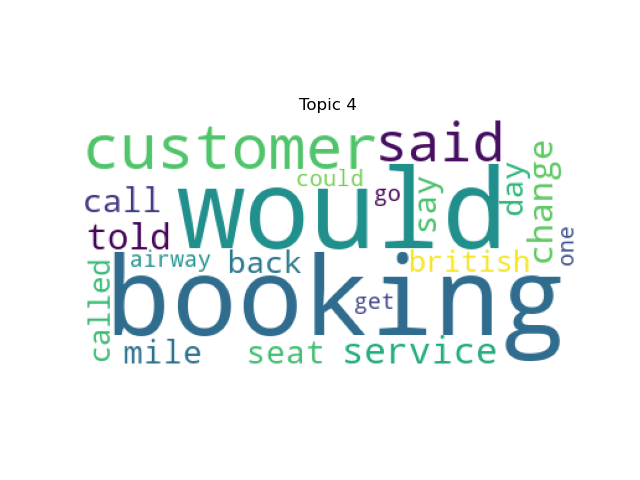 Topic 4
customer
said
would
could
go
say
day
change
one
call
told
airway
back
british
called
booking
get
mile
seat
service